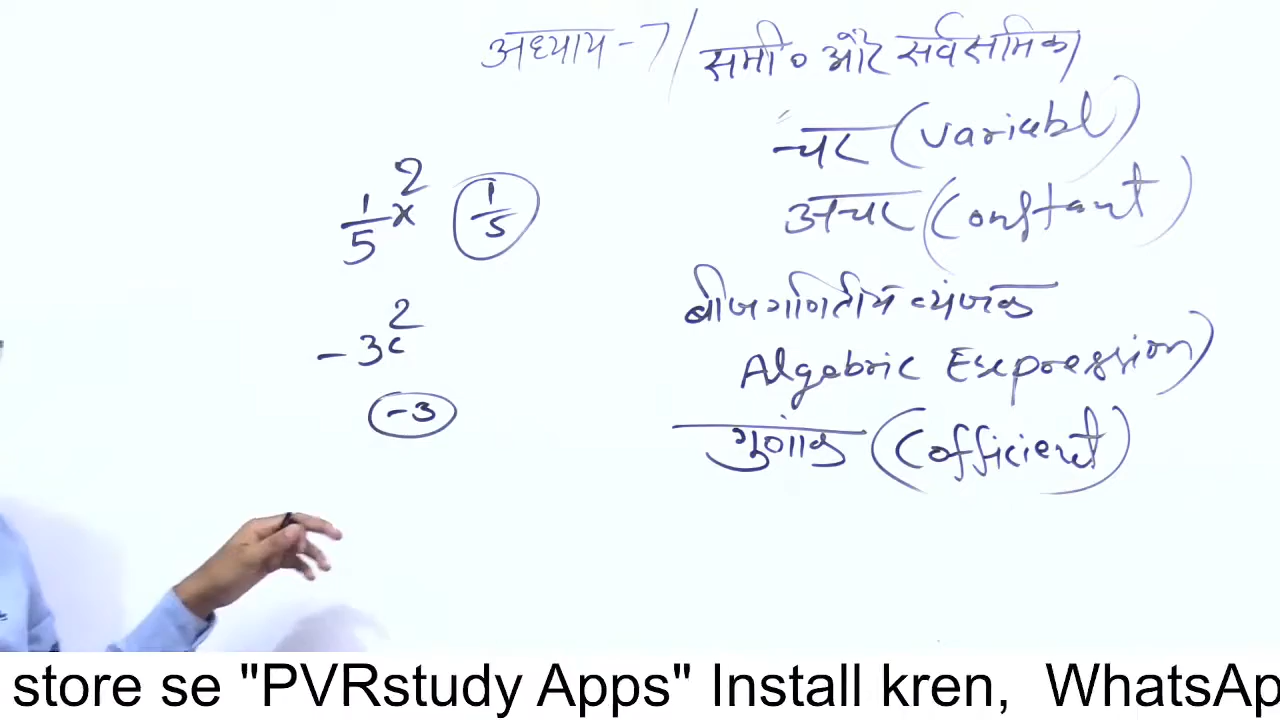 अध्याय-7/ समी० और सर्वसमिका
चर (Variabl)
अचर (Constant)
बीजगणितीय व्यंजक
Algebric Expression)
गुणांक (Cofficient)
1/5 x² 1/5
-3c²
-3
store se "PVRstudy Apps" Install kren, WhatsAp